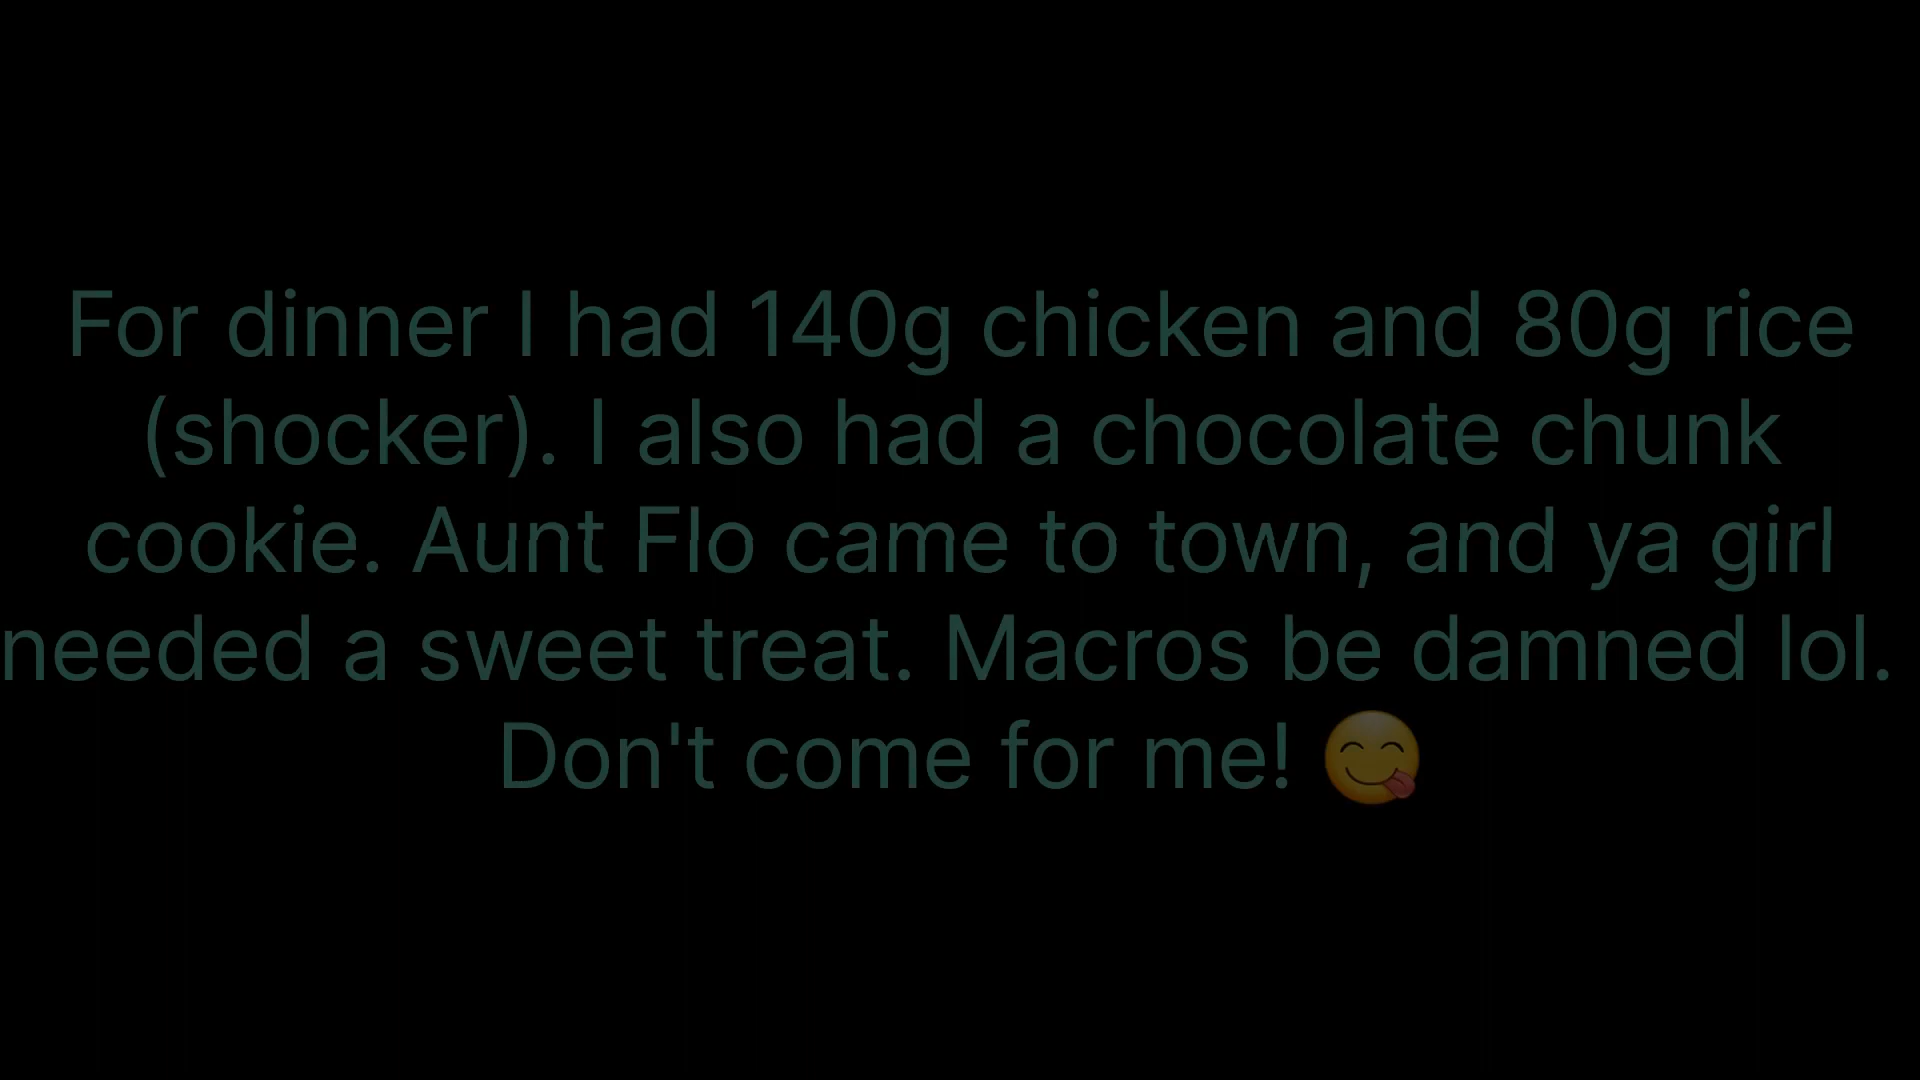 For dinner I had 140g chicken and 80g rice
(shocker). I also had a chocolate chunk
cookie. Aunt Flo came to town, and ya girl
needed a sweet treat. Macros be damned lol.
Don't come for me! 😋